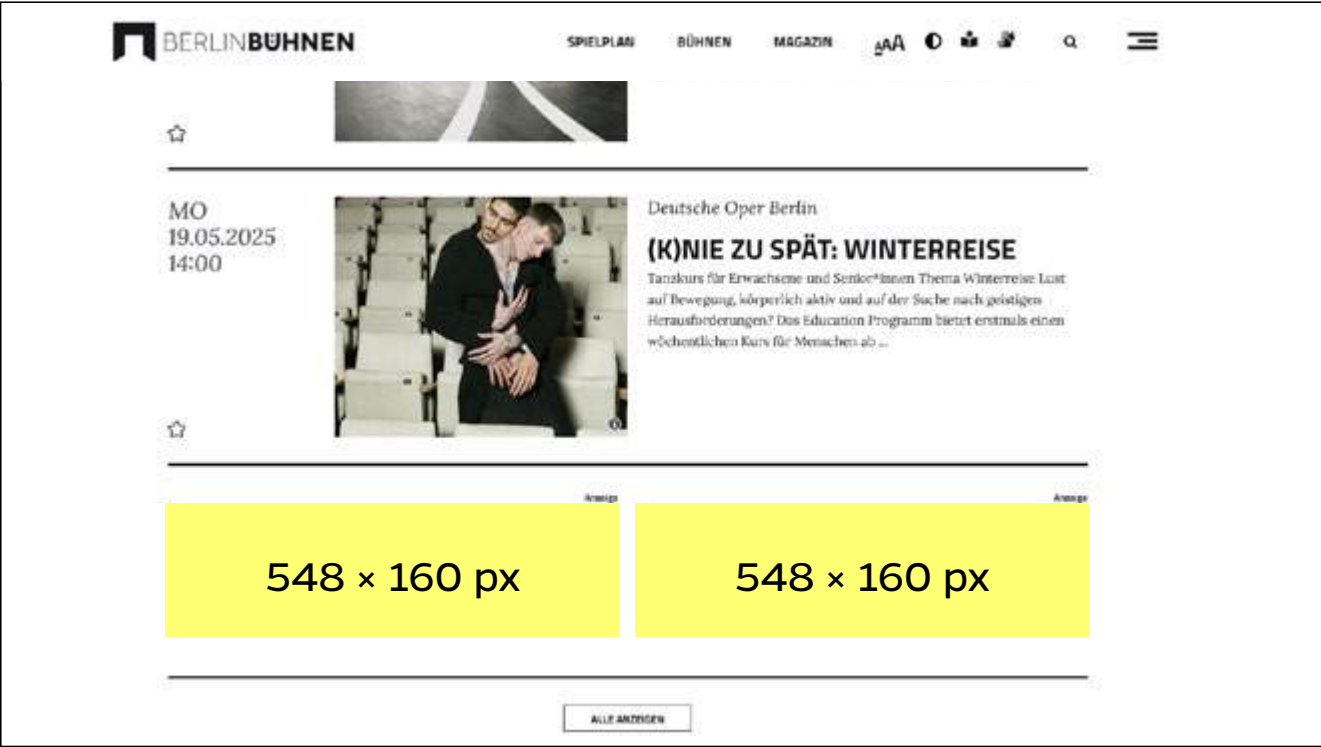 BERLINBÜHNEN
SPIELPLAN BÜHNEN MAGAZIN AAA
MO
19.05.2025
14:00
Deutsche Oper Berlin
(K)NIE ZU SPÄT: WINTERREISE
Tanzkurs für Erwachsene und Senior*innen Thema Winterreise Lust
auf Bewegung, körperlich aktiv und auf der Suche nach geistigen
Herausforderungen? Das Education Programm bietet erstmals einen
wöchentlichen Kurs für Menschen ab ...
Anzeige Anzeige
548 × 160 px 548 × 160 px
ALLE ANZEIGEN